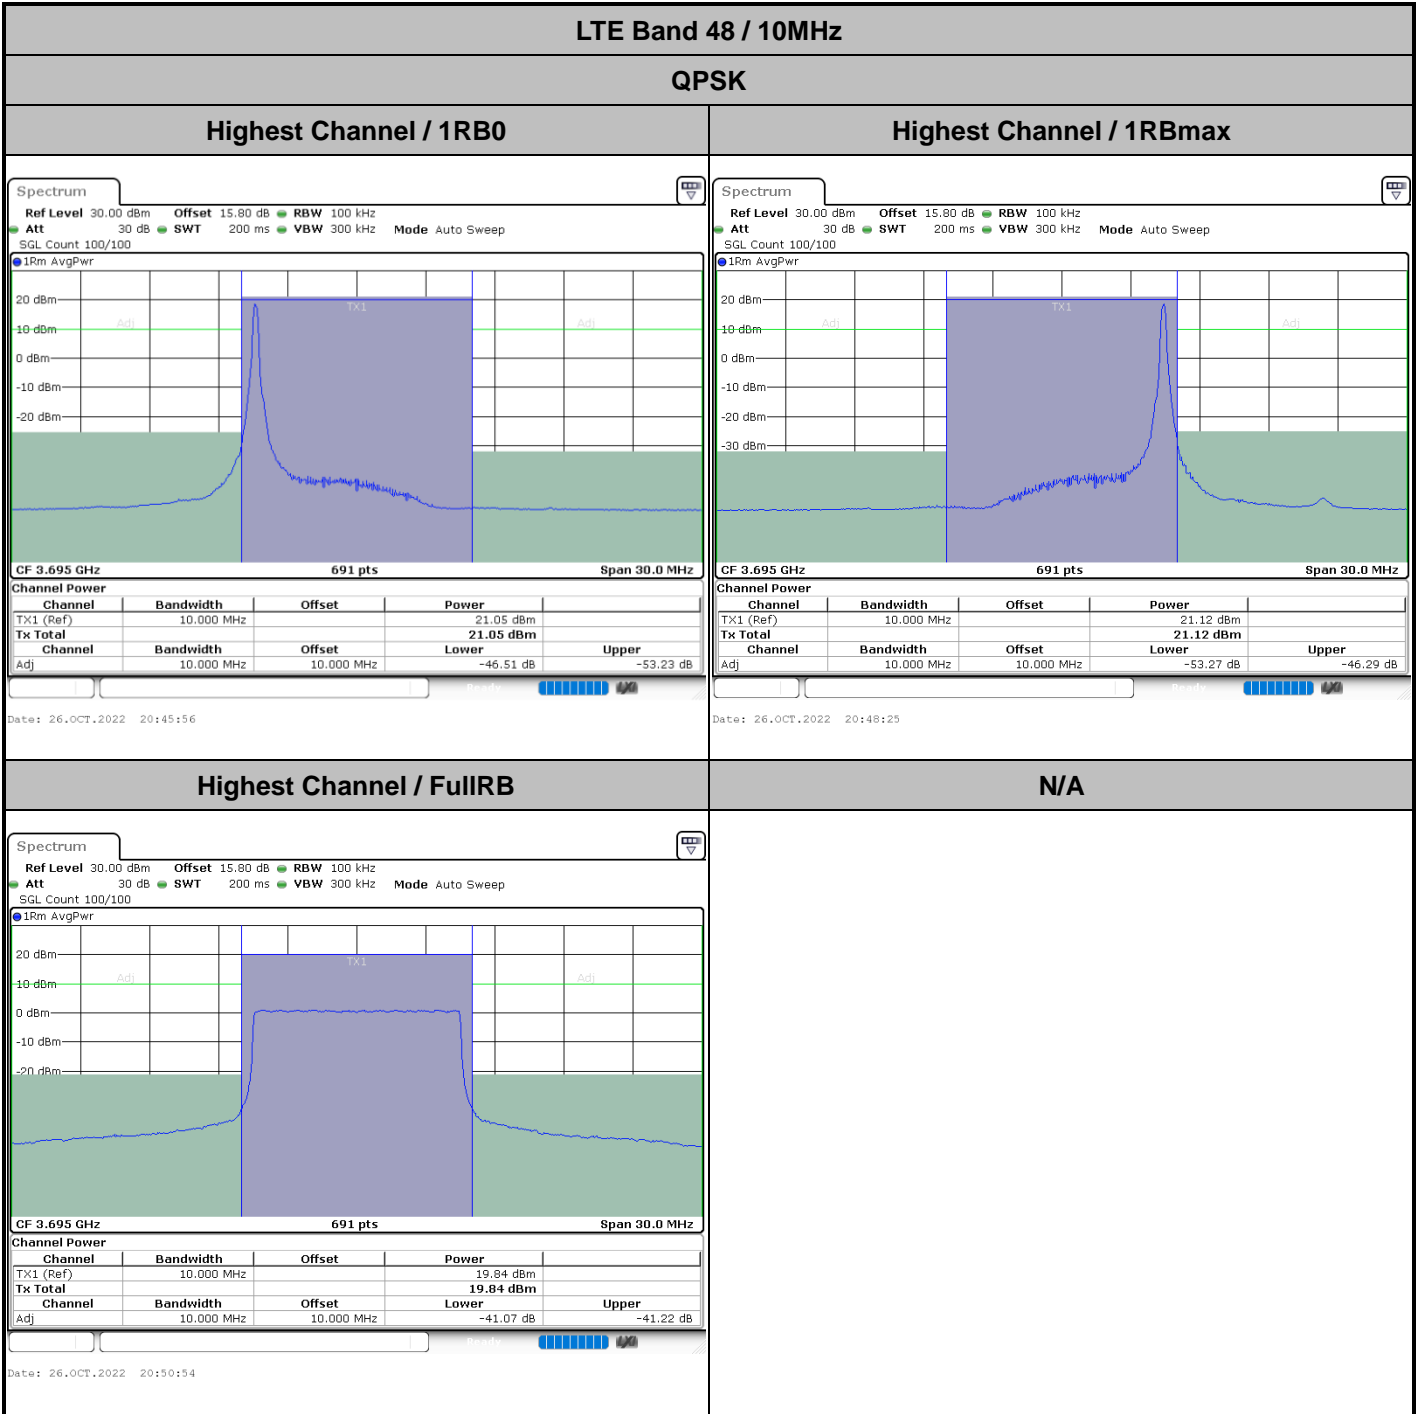 LTE Band 48 / 10MHz
QPSK
Highest Channel / 1RB0
Highest Channel / 1RBmax
Spectrum
Ref Level 30.00 dBm Offset 15.80 dB RBW 100 kHz
Att 30 dB SWT 200 ms VBW 300 kHz Mode Auto Sweep
SGL Count 100/100
1Rm AvgPwr
TX1
Adj
Adj
20 dBm
10 dBm
0 dBm
-10 dBm
-20 dBm
CF 3.695 GHz 691 pts Span 30.0 MHz
Channel Power
Channel Bandwidth Offset Power
TX1 (Ref) 10.000 MHz 21.05 dBm
Tx Total 21.05 dBm
Channel Bandwidth Offset Lower Upper
Adj 10.000 MHz 10.000 MHz -46.51 dB -53.23 dB
Ready
Date: 26.OCT.2022 20:45:56
Spectrum
Ref Level 30.00 dBm Offset 15.80 dB RBW 100 kHz
Att 30 dB SWT 200 ms VBW 300 kHz Mode Auto Sweep
SGL Count 100/100
1Rm AvgPwr
TX1
Adj
Adj
20 dBm
10 dBm
0 dBm
-10 dBm
-20 dBm
-30 dBm
CF 3.695 GHz 691 pts Span 30.0 MHz
Channel Power
Channel Bandwidth Offset Power
TX1 (Ref) 10.000 MHz 21.12 dBm
Tx Total 21.12 dBm
Channel Bandwidth Offset Lower Upper
Adj 10.000 MHz 10.000 MHz -53.27 dB -46.29 dB
Ready
Date: 26.OCT.2022 20:48:25
Highest Channel / FullRB
N/A
Spectrum
Ref Level 30.00 dBm Offset 15.80 dB RBW 100 kHz
Att 30 dB SWT 200 ms VBW 300 kHz Mode Auto Sweep
SGL Count 100/100
1Rm AvgPwr
TX1
Adj
Adj
20 dBm
10 dBm
0 dBm
-10 dBm
-20 dBm
CF 3.695 GHz 691 pts Span 30.0 MHz
Channel Power
Channel Bandwidth Offset Power
TX1 (Ref) 10.000 MHz 19.84 dBm
Tx Total 19.84 dBm
Channel Bandwidth Offset Lower Upper
Adj 10.000 MHz 10.000 MHz -41.07 dB -41.22 dB
Ready
Date: 26.OCT.2022 20:50:54